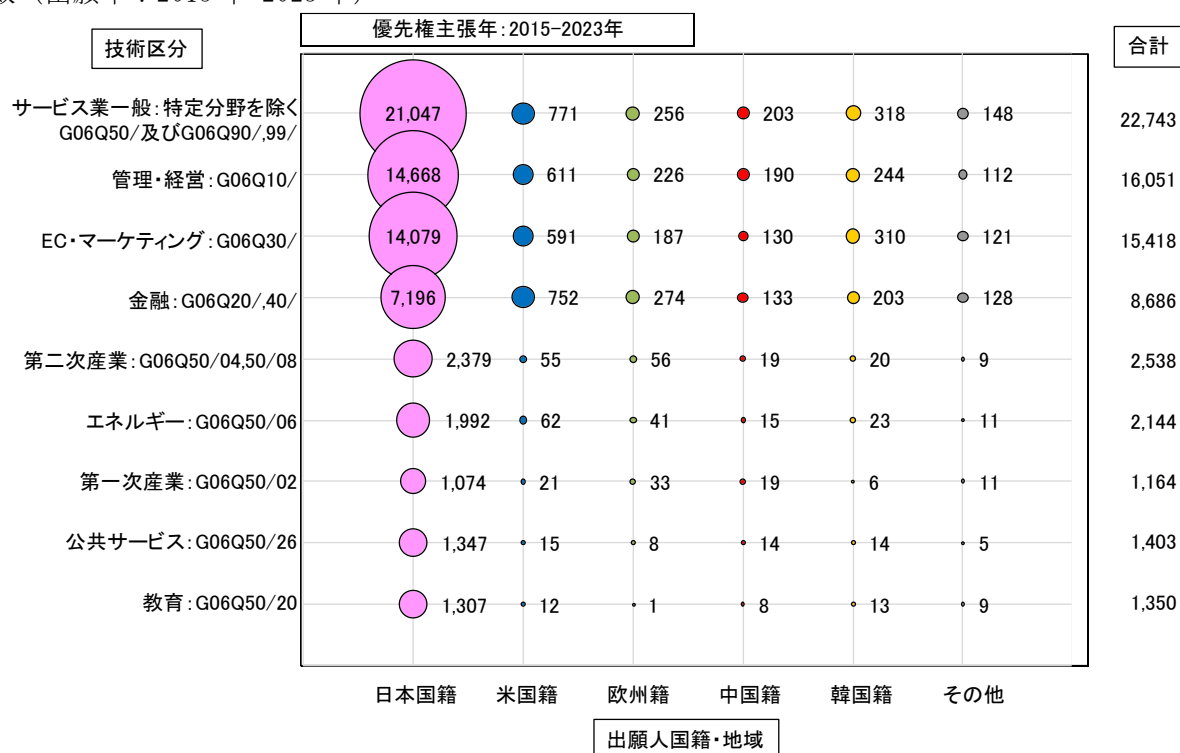 優先権主張年:2015-2023年
技術区分
合計
サービス業一般:特定分野を除く
G06Q50/及びG06Q90/,99/
21,047 771 256 203 318 148 22,743
管理・経営:G06Q10/ 14,668 611 226 190 244 112 16,051
EC・マーケティング:G06Q30/ 14,079 591 187 130 310 121 15,418
金融:G06Q20/,40/ 7,196 752 274 133 203 128 8,686
第二次産業:G06Q50/04,50/08 2,379 55 56 19 20 9 2,538
エネルギー:G06Q50/06 1,992 62 41 15 23 11 2,144
第一次産業:G06Q50/02 1,074 21 33 19 6 11 1,164
公共サービス:G06Q50/26 1,347 15 8 14 14 5 1,403
教育:G06Q50/20 1,307 12 1 8 13 9 1,350
日本国籍 米国籍 欧州籍 中国籍 韓国籍 その他
出願人国籍・地域